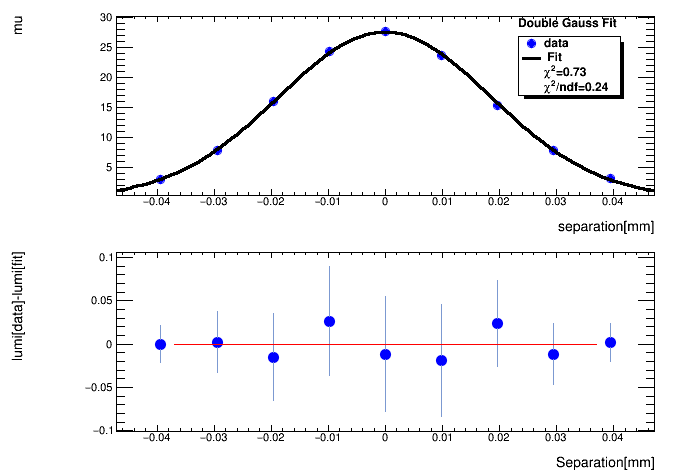 Double Gauss Fit
data
Fit
χ²=0.73
χ²/ndf=0.24
mu
30
25
20
15
10
5
−0.04 −0.03 −0.02 −0.01 0 0.01 0.02 0.03 0.04
separation[mm]
lumi[data]-lumi[fit]
0.1
0.05
0
−0.05
−0.1
−0.04 −0.03 −0.02 −0.01 0 0.01 0.02 0.03 0.04
Separation[mm]